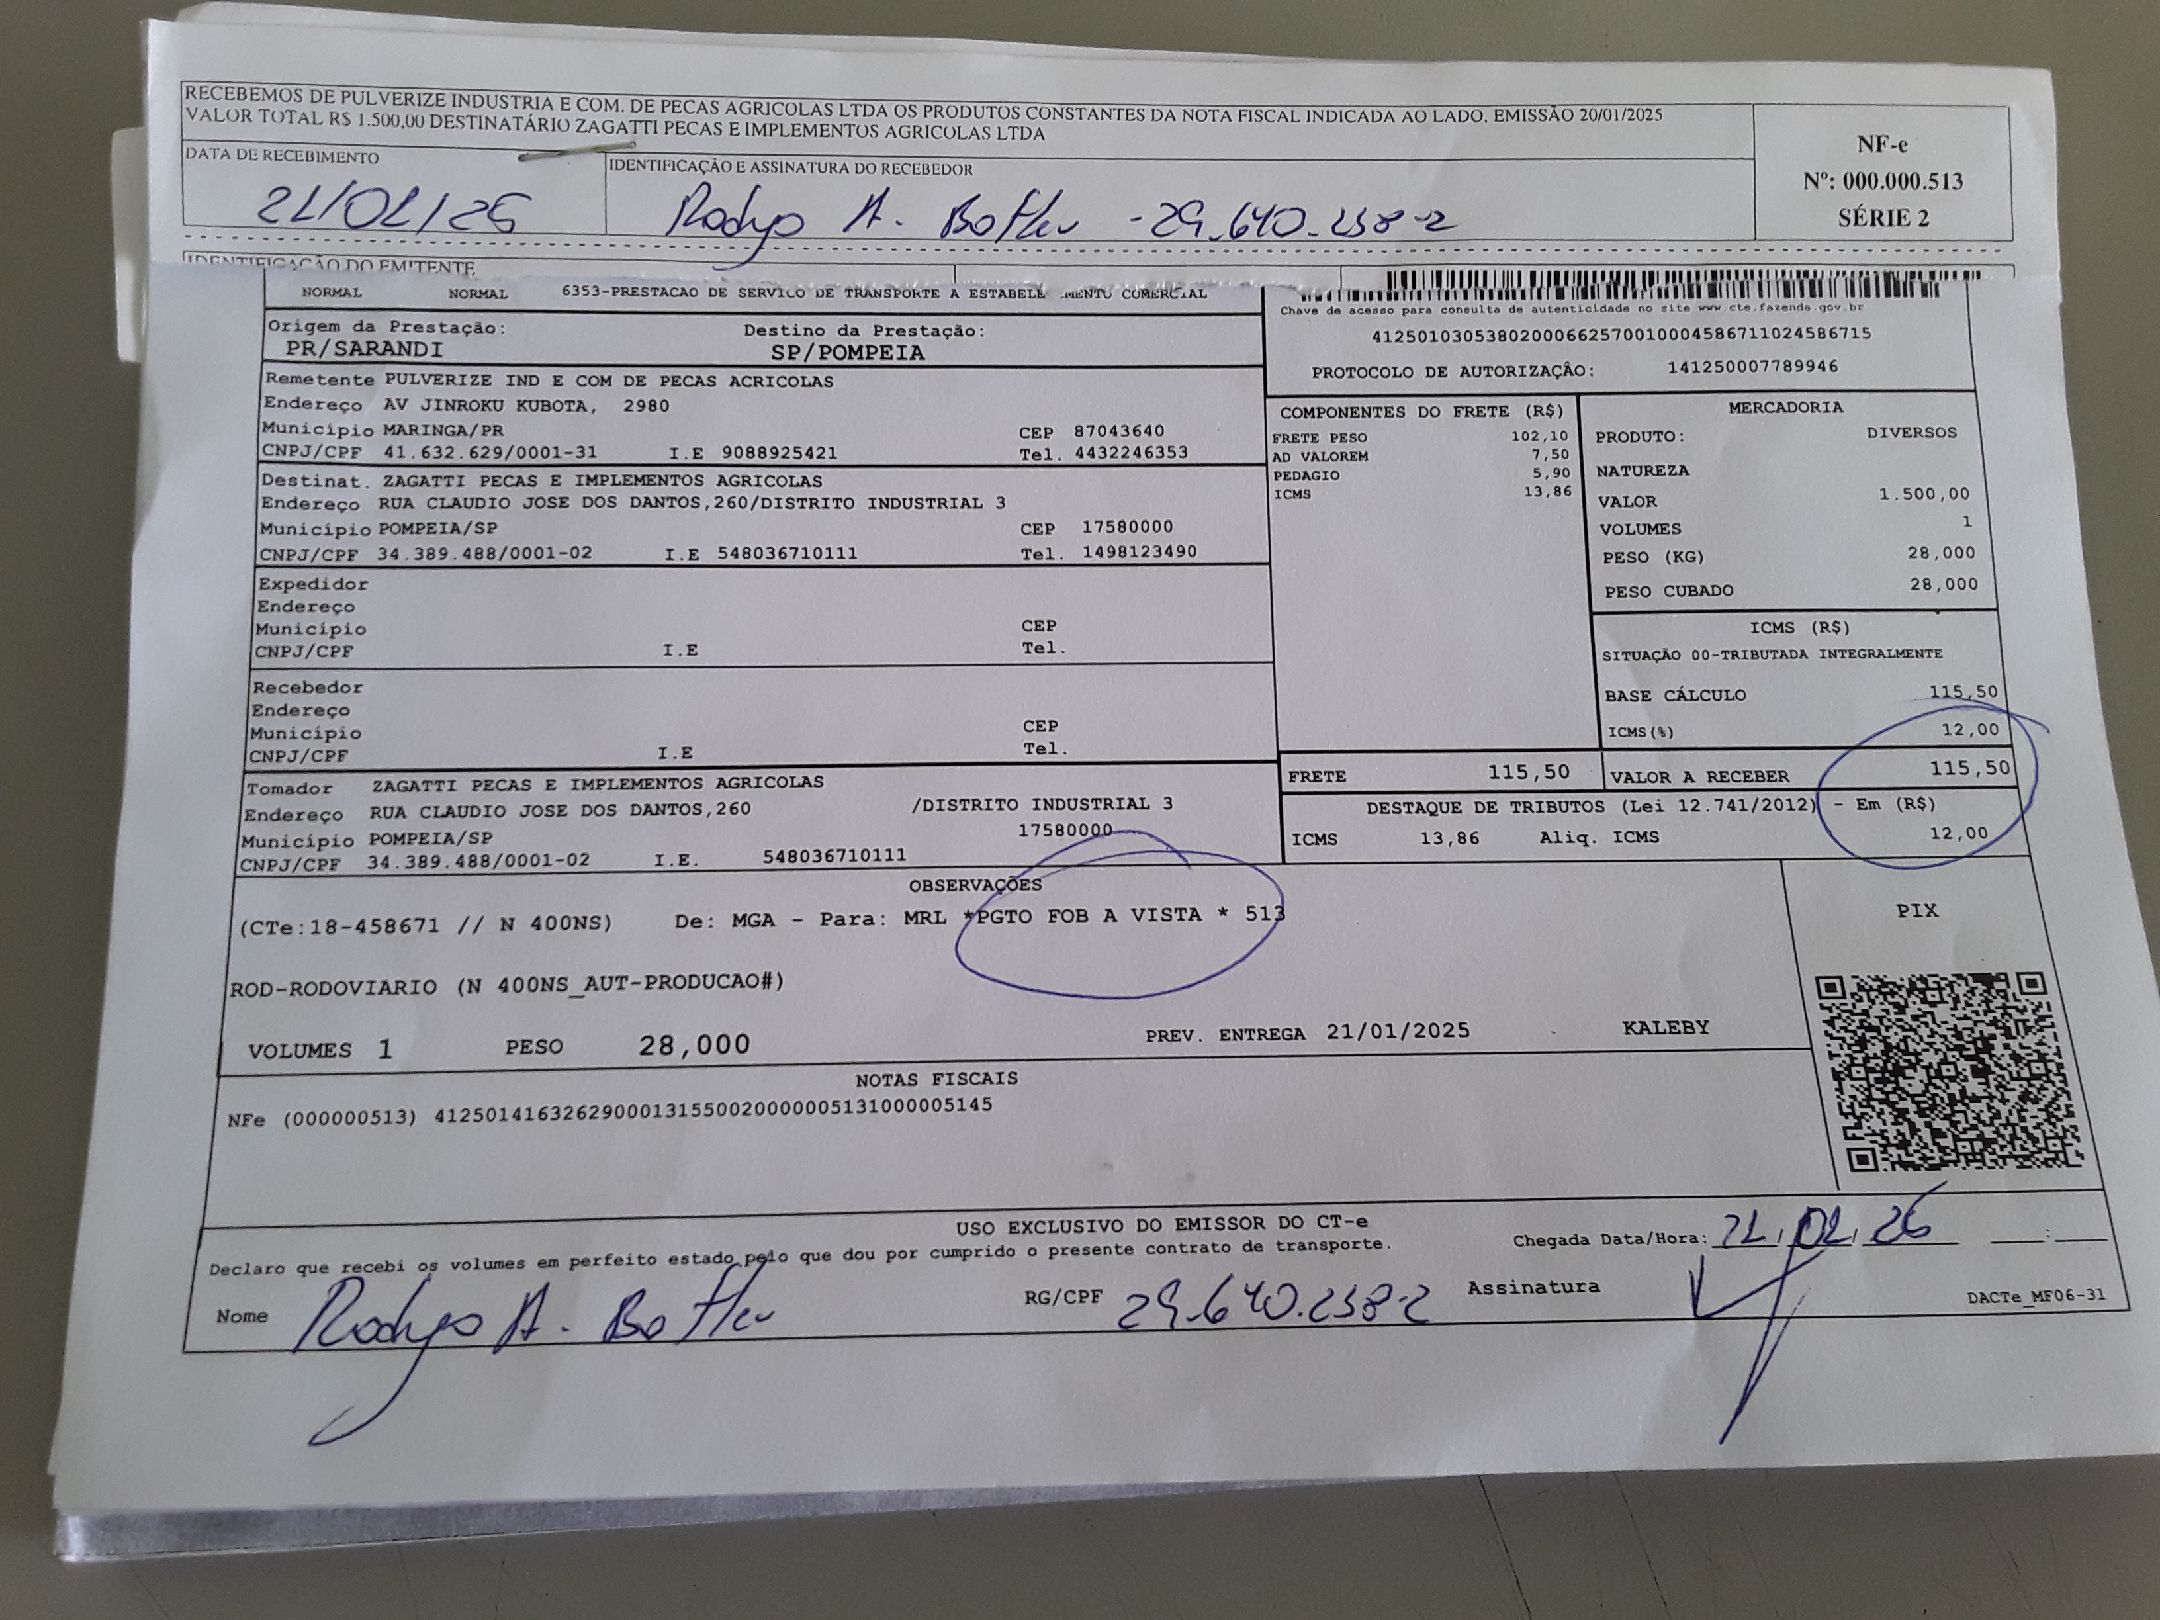 RECEBEMOS DE PULVERIZE INDUSTRIA E COM. DE PECAS AGRICOLAS LTDA OS PRODUTOS CONSTANTES DA NOTA FISCAL INDICADA AO LADO. EMISSÃO 20/01/2025
VALOR TOTAL R$ 1.500,00 DESTINATÁRIO ZAGATTI PECAS E IMPLEMENTOS AGRICOLAS LTDA
NF-e
Nº: 000.000.513
SÉRIE 2
DATA DE RECEBIMENTO
IDENTIFICAÇÃO E ASSINATURA DO RECEBEDOR
A. 29.640.238-2
IDENTIFICAÇÃO DO EMITENTE
NORMAL NORMAL 6353-PRESTACAO DE SERVICO DE TRANSPORTE A COMERCIAL
Chave de acesso para consulta de autenticidade no site www.cte.fazenda.gov.br
41250103053802000662570010004586711024586715
PROTOCOLO DE AUTORIZAÇÃO: 141250007789946
Origem da Prestação: Destino da Prestação:
PR/SARANDI SP/POMPEIA
Remetente PULVERIZE IND E COM DE PECAS ACRICOLAS
Endereço AV JINROKU KUBOTA, 2980
Município MARINGA/PR CEP 87043640
CNPJ/CPF 41.632.629/0001-31 I.E 9088925421 Tel. 4432246353
Destinat. ZAGATTI PECAS E IMPLEMENTOS AGRICOLAS
Endereço RUA CLAUDIO JOSE DOS DANTOS,260/DISTRITO INDUSTRIAL 3
Município POMPEIA/SP CEP 17580000
CNPJ/CPF 34.389.488/0001-02 I.E 548036710111 Tel. 1498123490
Expedidor
Endereço
Município CEP
CNPJ/CPF I.E Tel.
Recebedor
Endereço
Município CEP
CNPJ/CPF I.E Tel.
Tomador ZAGATTI PECAS E IMPLEMENTOS AGRICOLAS
Endereço RUA CLAUDIO JOSE DOS DANTOS,260 /DISTRITO INDUSTRIAL 3
Município POMPEIA/SP 17580000
CNPJ/CPF 34.389.488/0001-02 I.E. 548036710111
COMPONENTES DO FRETE (R$)
FRETE PESO 102,10
AD VALOREM 7,50
PEDAGIO 5,90
ICMS 13,86
MERCADORIA
PRODUTO: DIVERSOS
NATUREZA
VALOR 1.500,00
VOLUMES 1
PESO (KG) 28,000
PESO CUBADO 28,000
ICMS (R$)
SITUAÇÃO 00-TRIBUTADA INTEGRALMENTE
BASE CÁLCULO 115,50
ICMS(%) 12,00
FRETE 115,50 VALOR A RECEBER 115,50
DESTAQUE DE TRIBUTOS (Lei 12.741/2012) - Em (R$)
ICMS 13,86 Aliq. ICMS 12,00
OBSERVAÇÕES
(CTe:18-458671 // N 400NS) De: MGA - Para: MRL *PGTO FOB A VISTA * 513
ROD-RODOVIARIO (N 400NS_AUT-PRODUCAO#)
VOLUMES 1 PESO 28,000 PREV. ENTREGA 21/01/2025 KALEBY
PIX
NOTAS FISCAIS
NFe (000000513) 41250141632629000131550020000005131000005145
USO EXCLUSIVO DO EMISSOR DO CT-e
Declaro que recebi os volumes em perfeito estado pelo que dou por cumprido o presente contrato de transporte.
Chegada Data/Hora:
Nome A. RG/CPF 29.640.238-2 Assinatura
DACTe_MF06-31